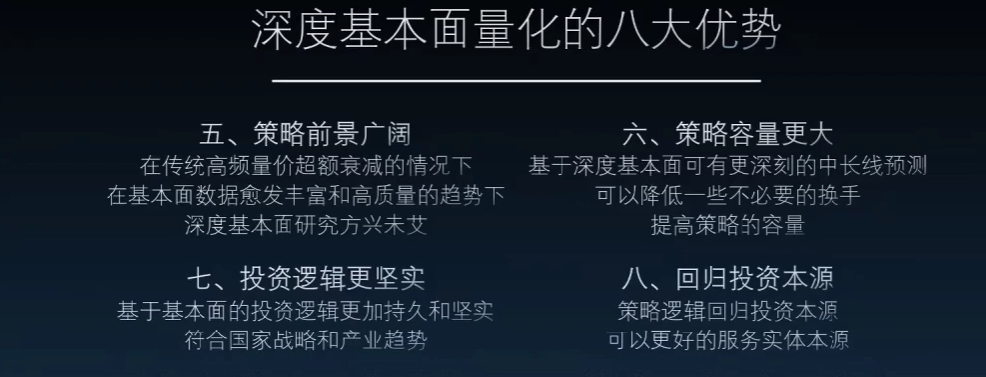 深度基本面量化的八大优势
五、策略前景广阔
在传统高频量价超额衰减的情况下
在基本面数据愈发丰富和高质量的趋势下
深度基本面研究方兴未艾
六、策略容量更大
基于深度基本面可有更深刻的中长线预测
可以降低一些不必要的换手
提高策略的容量
七、投资逻辑更坚实
基于基本面的投资逻辑更加持久和坚实
符合国家战略和产业趋势
八、回归投资本源
策略逻辑回归投资本源
可以更好的服务实体本源